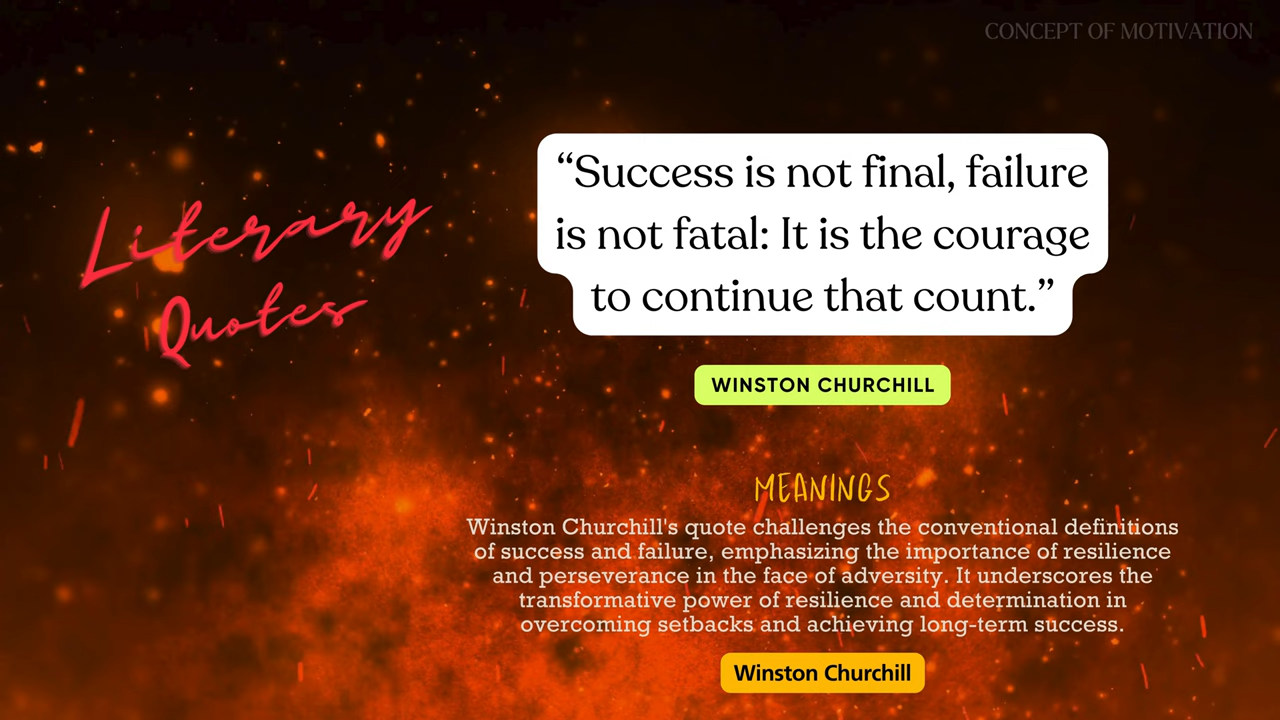 CONCEPT OF MOTIVATION
Literary
Quotes
“Success is not final, failure
is not fatal: It is the courage
to continue that count.”
WINSTON CHURCHILL
MEANINGS
Winston Churchill's quote challenges the conventional definitions
of success and failure, emphasizing the importance of resilience
and perseverance in the face of adversity. It underscores the
transformative power of resilience and determination in
overcoming setbacks and achieving long-term success.
Winston Churchill